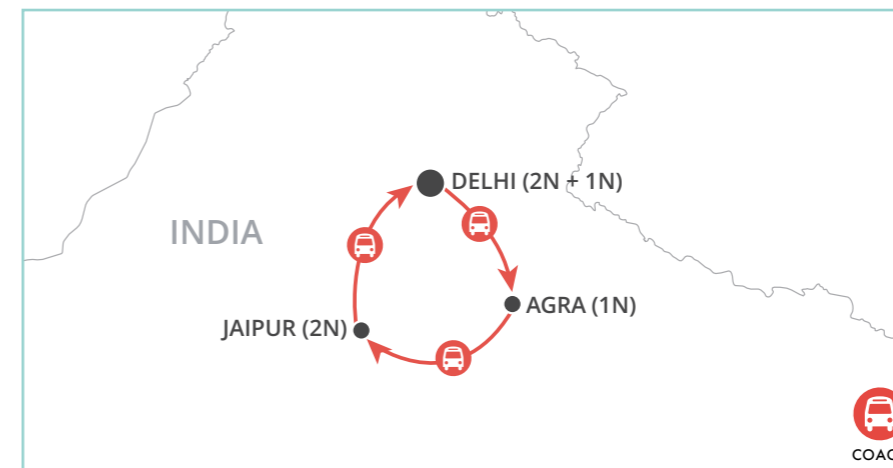 DELHI (2N + 1N)
INDIA
AGRA (1N)
JAIPUR (2N)